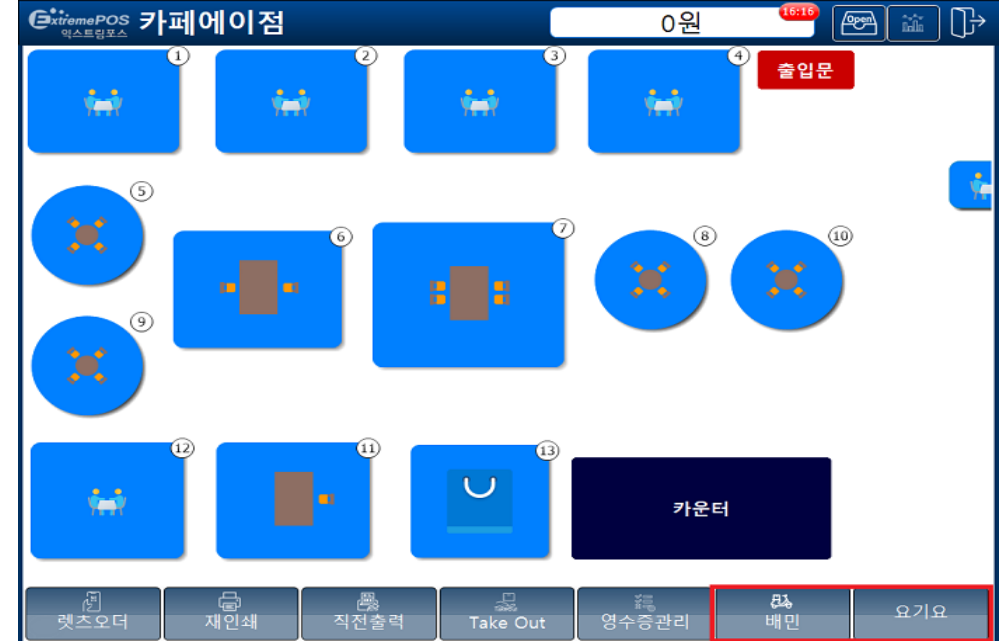 ExtremePOS
익스트림포스
카페에이점
0원
16:16
Open
1
2
3
4
출입문
5
6
7
8
10
9
12
11
13
카운터
렛츠오더
재인쇄
직전출력
Take Out
영수증관리
배민
요기요